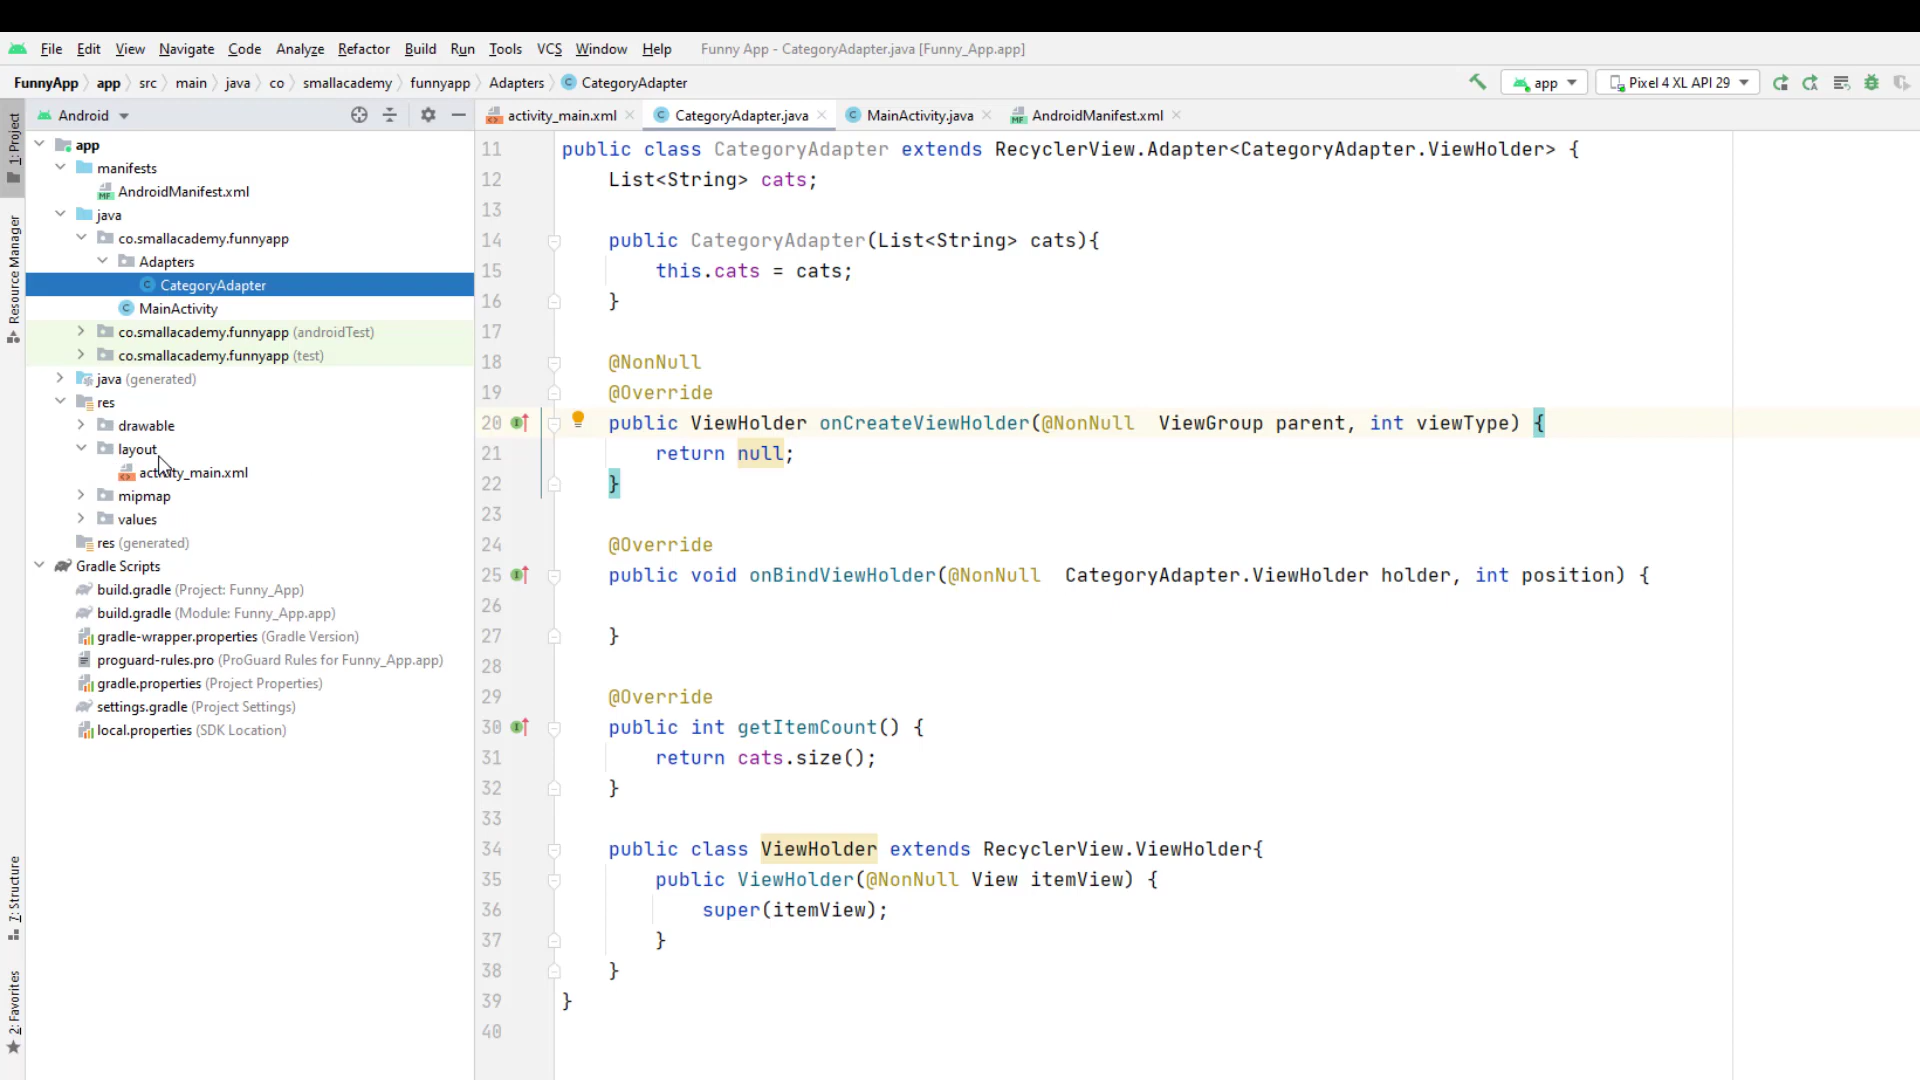 File Edit View Navigate Code Analyze Refactor Build Run Tools VCS Window Help Funny App - CategoryAdapter.java [Funny_App.app]
FunnyApp app src main java co smallacademy funnyapp Adapters CategoryAdapter app Pixel 4 XL API 29
Android
activity_main.xml CategoryAdapter.java MainActivity.java AndroidManifest.xml
1: Project
Resource Manager
7: Structure
2: Favorites
app
manifests
AndroidManifest.xml
java
co.smallacademy.funnyapp
Adapters
CategoryAdapter
MainActivity
co.smallacademy.funnyapp (androidTest)
co.smallacademy.funnyapp (test)
java (generated)
res
drawable
layout
activity_main.xml
mipmap
values
res (generated)
Gradle Scripts
build.gradle (Project: Funny_App)
build.gradle (Module: Funny_App.app)
gradle-wrapper.properties (Gradle Version)
proguard-rules.pro (ProGuard Rules for Funny_App.app)
gradle.properties (Project Properties)
settings.gradle (Project Settings)
local.properties (SDK Location)
11 public class CategoryAdapter extends RecyclerView.Adapter<CategoryAdapter.ViewHolder> {
12 List<String> cats;
13
14 public CategoryAdapter(List<String> cats){
15 this.cats = cats;
16 }
17
18 @NonNull
19 @Override
20 public ViewHolder onCreateViewHolder(@NonNull ViewGroup parent, int viewType) {
21 return null;
22 }
23
24 @Override
25 public void onBindViewHolder(@NonNull CategoryAdapter.ViewHolder holder, int position) {
26
27 }
28
29 @Override
30 public int getItemCount() {
31 return cats.size();
32 }
33
34 public class ViewHolder extends RecyclerView.ViewHolder{
35 public ViewHolder(@NonNull View itemView) {
36 super(itemView);
37 }
38 }
39 }
40